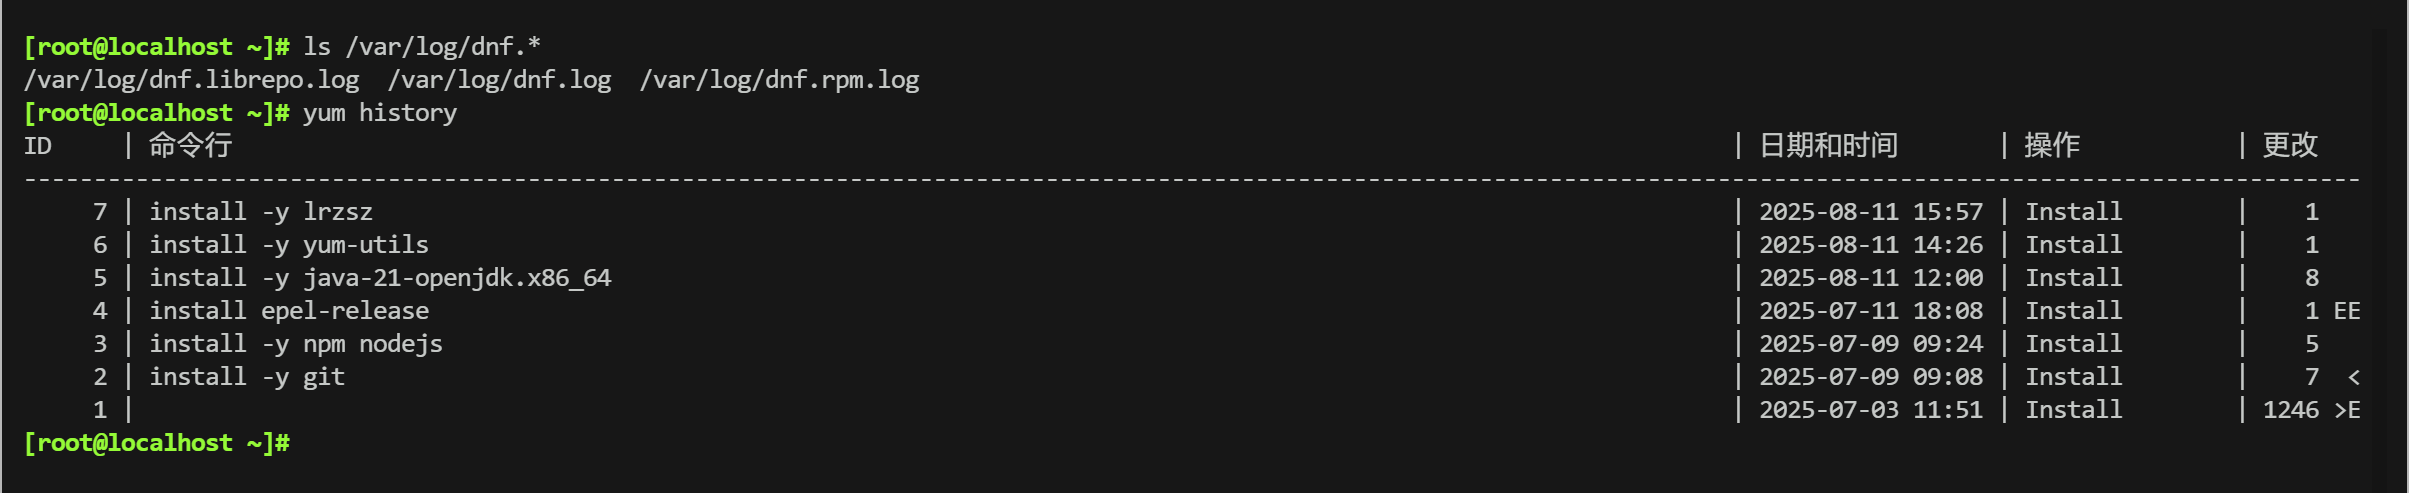 [root@localhost ~]# ls /var/log/dnf.*
/var/log/dnf.librepo.log  /var/log/dnf.log  /var/log/dnf.rpm.log
[root@localhost ~]# yum history
ID     | 命令行 | 日期和时间 | 操作 | 更改
-----------------------------------------------------------------------------------------------------------------------------------------------------------------------
7 | install -y lrzsz | 2025-08-11 15:57 | Install | 1
6 | install -y yum-utils | 2025-08-11 14:26 | Install | 1
5 | install -y java-21-openjdk.x86_64 | 2025-08-11 12:00 | Install | 8
4 | install epel-release | 2025-07-11 18:08 | Install | 1 EE
3 | install -y npm nodejs | 2025-07-09 09:24 | Install | 5
2 | install -y git | 2025-07-09 09:08 | Install | 7  <
1 | | 2025-07-03 11:51 | Install | 1246 >E
[root@localhost ~]#